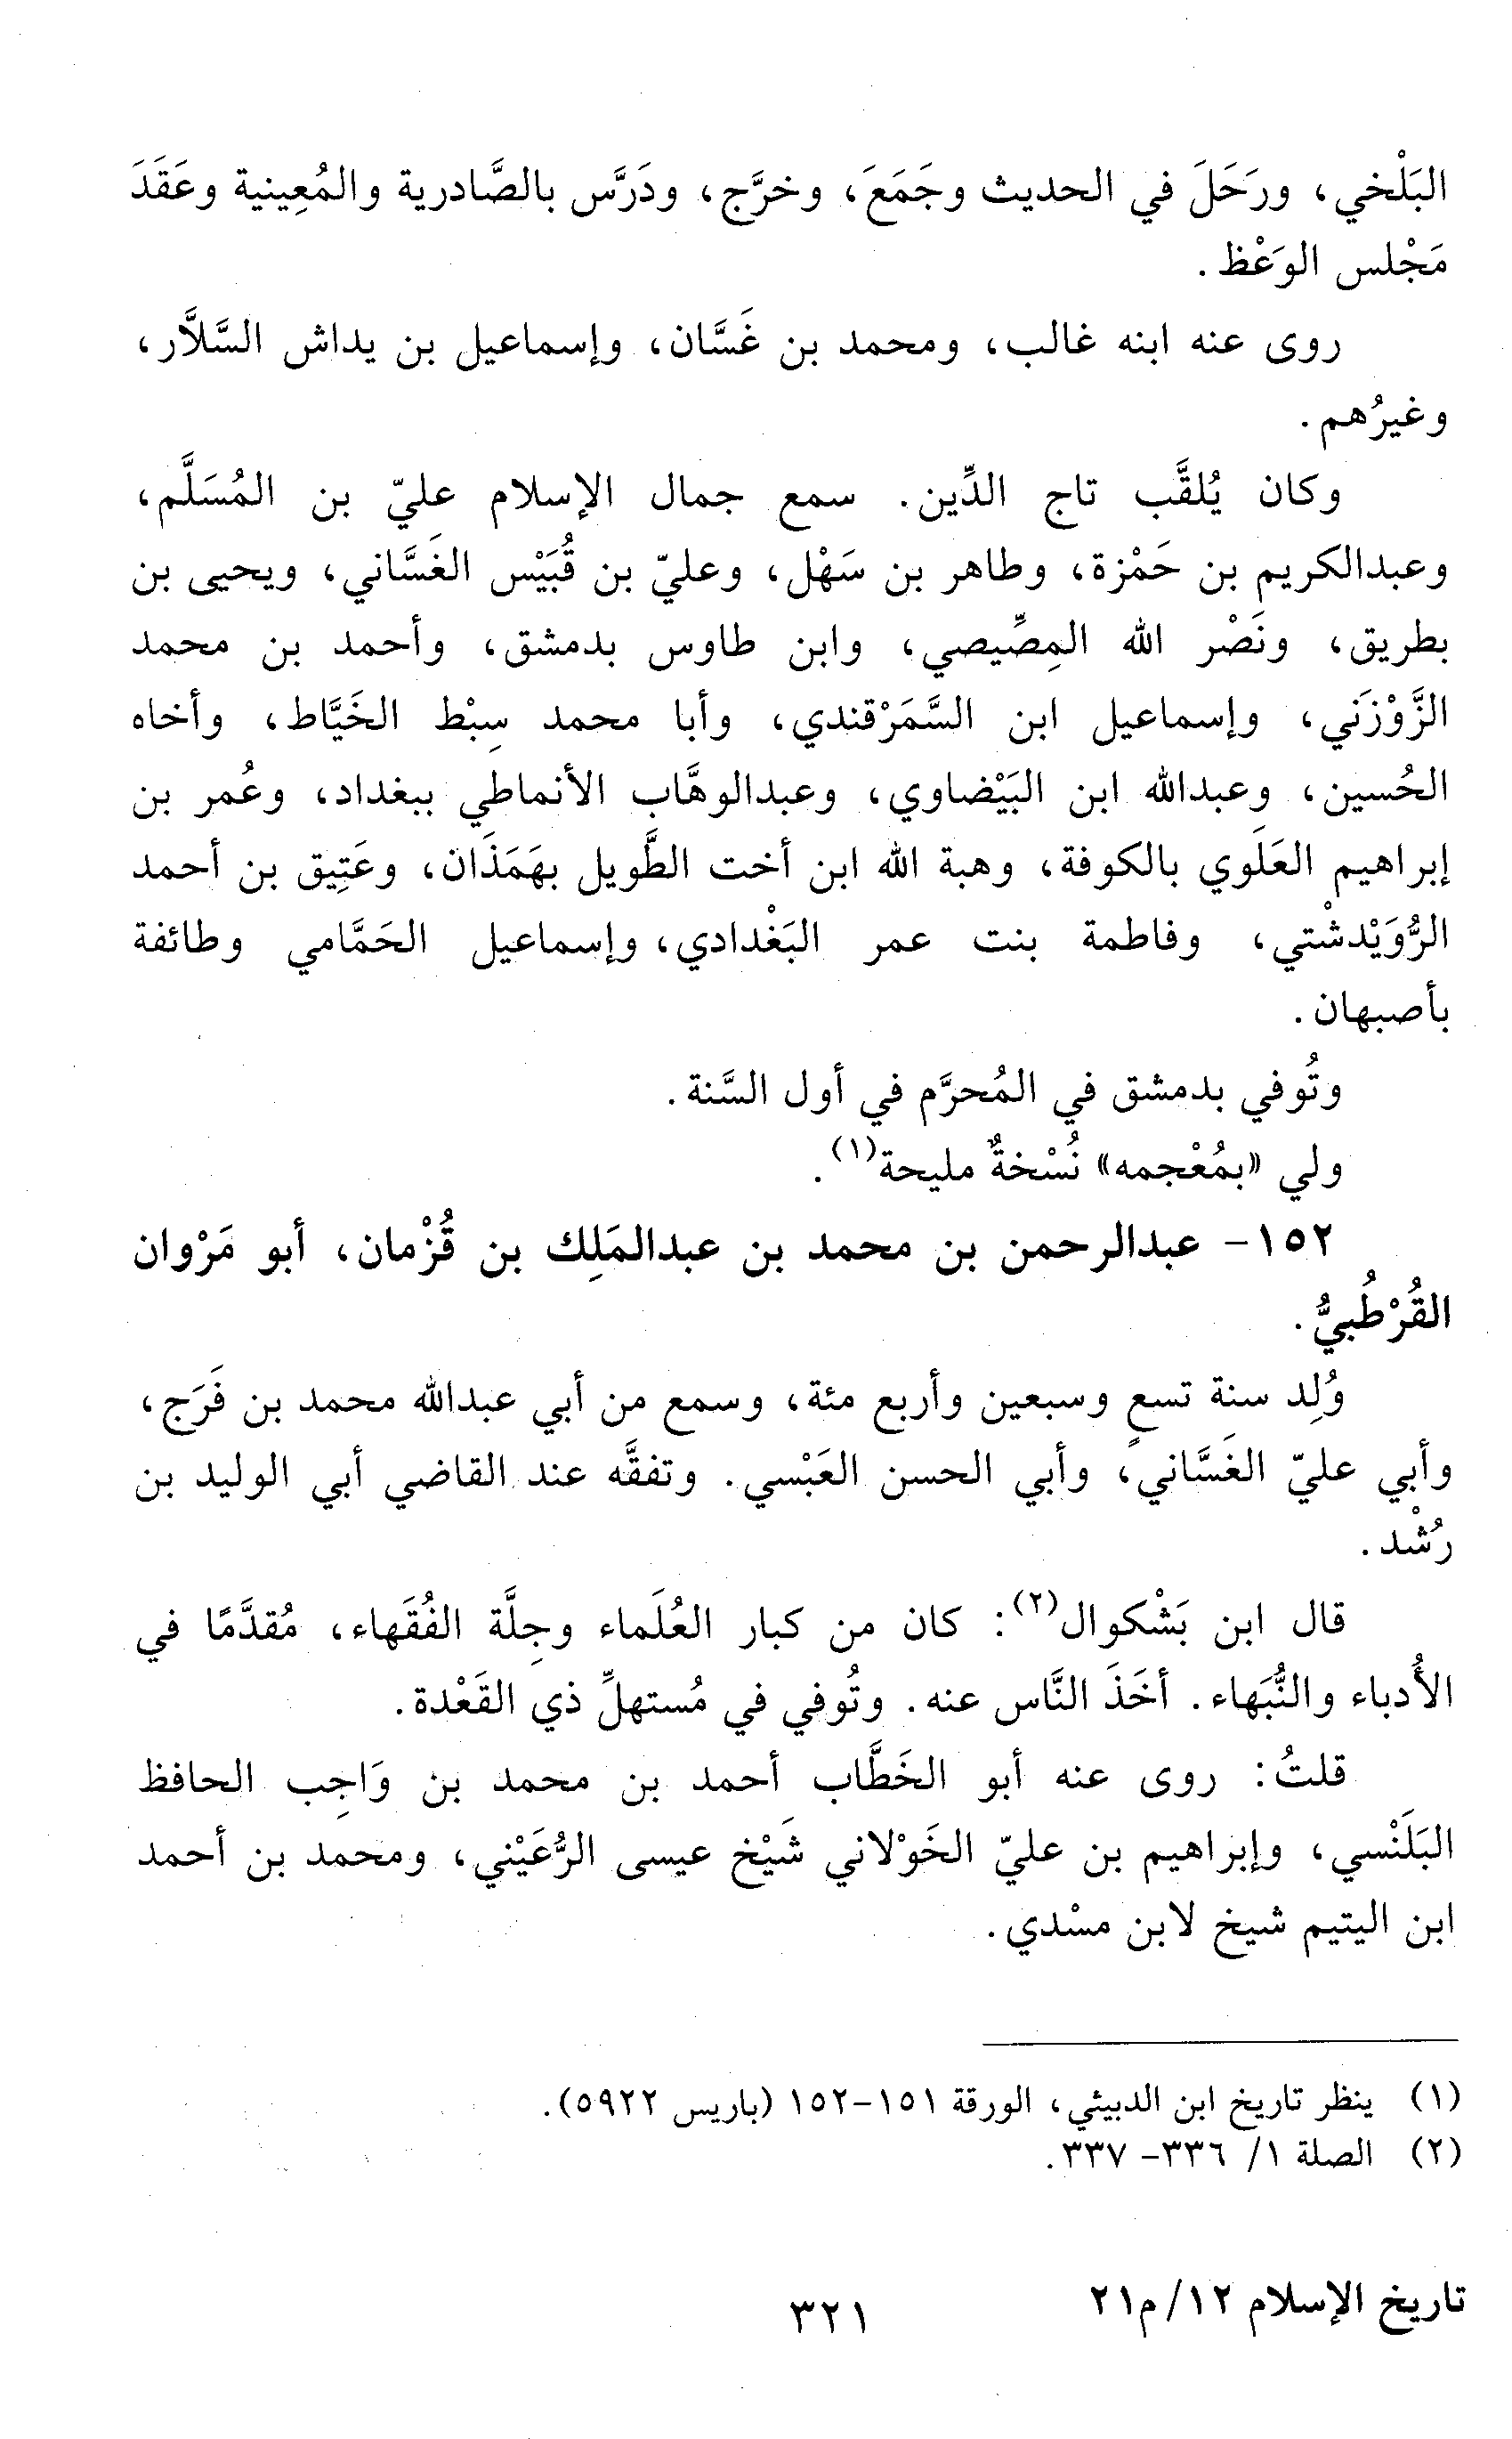 البَلْخي، ورَحَلَ في الحديث وجَمَعَ، وخرَّج، ودَرَّس بالصَّادرية والمُعِينية وعَقَدَ
مَجْلس الوَعْظ.
روى عنه ابنه غالب، ومحمد بن غَسَّان، وإسماعيل بن يداش السَّلاَّر،
وغيرُهم.
وكان يُلقَّب تاج الدِّين. سمع جمال الإسلام عليّ بن المُسَلَّم،
وعبدالكريم بن حَمْزة، وطاهر بن سَهْل، وعليّ بن قُبَيْس الغَسَّاني، ويحيى بن
بطريق، ونَصْر الله المِصِّيصي، وابن طاوس بدمشق، وأحمد بن محمد
الزَّوْزَني، وإسماعيل ابن السَّمَرْقندي، وأبا محمد سِبْط الخَيَّاط، وأخاه
الحُسين، وعبدالله ابن البَيْضاوي، وعبدالوهَّاب الأنماطي ببغداد، وعُمر بن
إبراهيم العَلَوي بالكوفة، وهبة الله ابن أخت الطَّويل بهَمَذَان، وعَتِيق بن أحمد
الرُّوَيْدشْتي، وفاطمة بنت عمر البَغْدادي، وإسماعيل الحَمَّامي وطائفة
بأصبهان.
وتُوفي بدمشق في المُحرَّم في أول السَّنة.
ولي «بمُعْجمه» نُسْخةٌ مليحة(١).
١٥٢- عبدالرحمن بن محمد بن عبدالمَلِك بن قُزْمان، أبو مَرْوان
القُرْطُبيُّ.
وُلِد سنة تسعٍ وسبعين وأربع مئة، وسمع من أبي عبدالله محمد بن فَرَج،
وأبي عليّ الغَسَّاني، وأبي الحسن العَبْسي. وتفقَّه عند القاضي أبي الوليد بن
رُشْد.
قال ابن بَشْكوال(٢): كان من كبار العُلَماء وجِلَّة الفُقَهاء، مُقدَّمًا في
الأُدباء والنُّبَهاء. أخَذَ النَّاس عنه. وتُوفي في مُستهلِّ ذي القَعْدة.
قلتُ: روى عنه أبو الخَطَّاب أحمد بن محمد بن وَاجِب الحافظ
البَلَنْسي، وإبراهيم بن عليّ الخَوْلاني شَيْخ عيسى الرُّعَيْني، ومحمد بن أحمد
ابن اليتيم شيخ لابن مسْدي.
(١) ينظر تاريخ ابن الدبيثي، الورقة ١٥١-١٥٢ (باريس ٥٩٢٢).
(٢) الصلة ١/ ٣٣٦- ٣٣٧.
تاريخ الإسلام ١٢/ م٢١
٣٢١